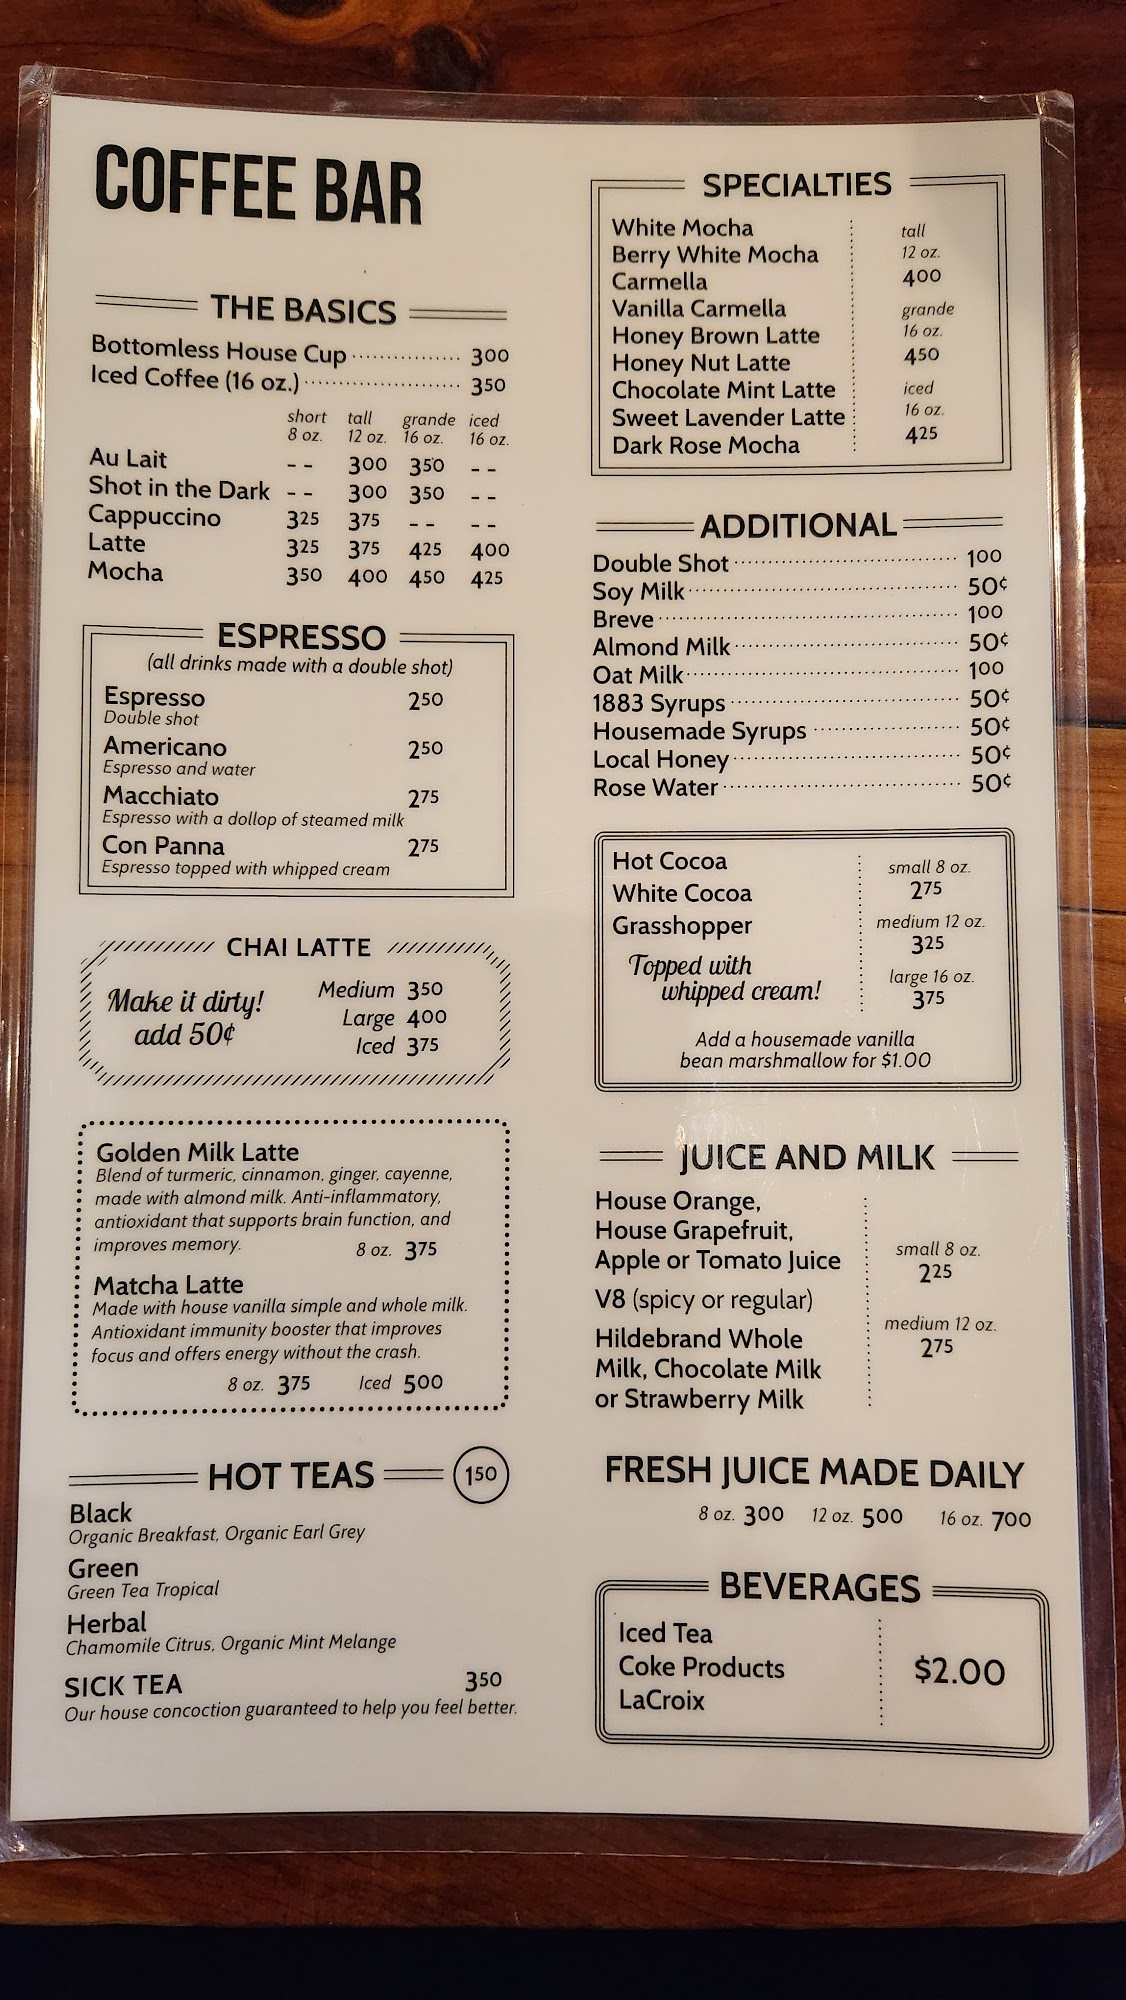 COFFEE BAR
THE BASICS
Bottomless House Cup 300
Iced Coffee (16 oz.) 350
short tall grande iced
8 oz. 12 oz. 16 oz. 16 oz.
Au Lait -- 300 350 --
Shot in the Dark -- 300 350 --
Cappuccino 325 375 -- --
Latte 325 375 425 400
Mocha 350 400 450 425
ESPRESSO
(all drinks made with a double shot)
Espresso 250
Double shot
Americano 250
Espresso and water
Macchiato 275
Espresso with a dollop of steamed milk
Con Panna 275
Espresso topped with whipped cream
CHAI LATTE
Make it dirty!
add 50¢
Medium 350
Large 400
Iced 375
Golden Milk Latte
Blend of turmeric, cinnamon, ginger, cayenne,
made with almond milk. Anti-inflammatory,
antioxidant that supports brain function, and
improves memory. 8 oz. 375
Matcha Latte
Made with house vanilla simple and whole milk.
Antioxidant immunity booster that improves
focus and offers energy without the crash.
8 oz. 375 Iced 500
HOT TEAS 150
Black
Organic Breakfast, Organic Earl Grey
Green
Green Tea Tropical
Herbal
Chamomile Citrus, Organic Mint Melange
SICK TEA 350
Our house concoction guaranteed to help you feel better.
SPECIALTIES
White Mocha
Berry White Mocha
Carmella
Vanilla Carmella
Honey Brown Latte
Honey Nut Latte
Chocolate Mint Latte
Sweet Lavender Latte
Dark Rose Mocha
tall
12 oz.
400
grande
16 oz.
450
iced
16 oz.
425
ADDITIONAL
Double Shot 100
Soy Milk 50¢
Breve 100
Almond Milk 50¢
Oat Milk 100
1883 Syrups 50¢
Housemade Syrups 50¢
Local Honey 50¢
Rose Water 50¢
Hot Cocoa
White Cocoa
Grasshopper
Topped with
whipped cream!
small 8 oz.
275
medium 12 oz.
325
large 16 oz.
375
Add a housemade vanilla
bean marshmallow for $1.00
JUICE AND MILK
House Orange,
House Grapefruit,
Apple or Tomato Juice
V8 (spicy or regular)
Hildebrand Whole
Milk, Chocolate Milk
or Strawberry Milk
small 8 oz.
225
medium 12 oz.
275
FRESH JUICE MADE DAILY
8 oz. 300 12 oz. 500 16 oz. 700
BEVERAGES
Iced Tea
Coke Products
LaCroix
$2.00